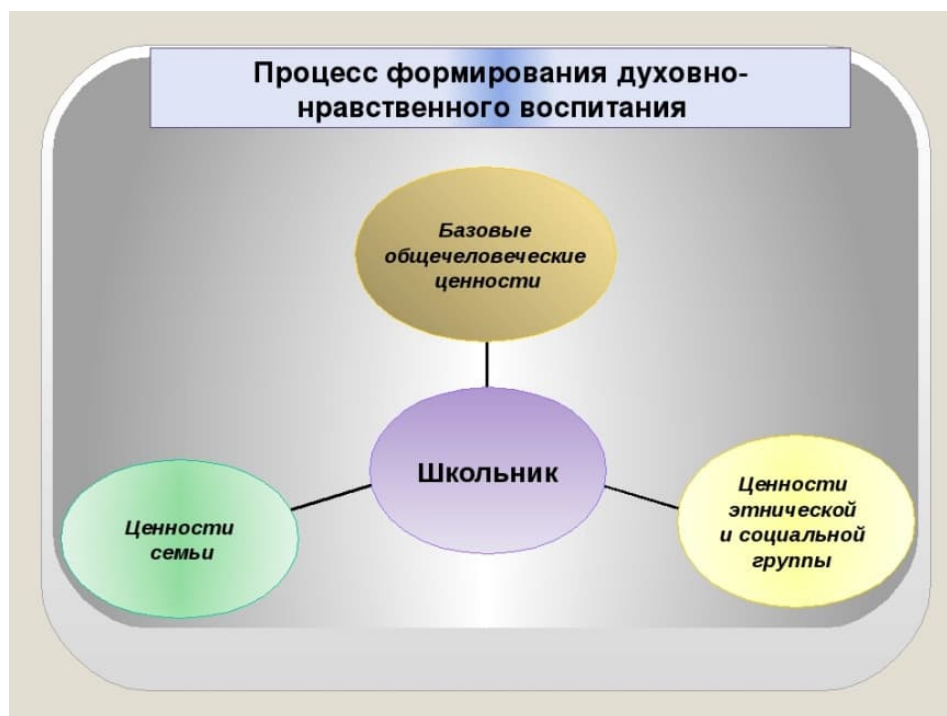 Процесс формирования духовно-
нравственного воспитания
Базовые
общечеловеческие
ценности
Школьник
Ценности
семьи
Ценности
этнической
и социальной
группы